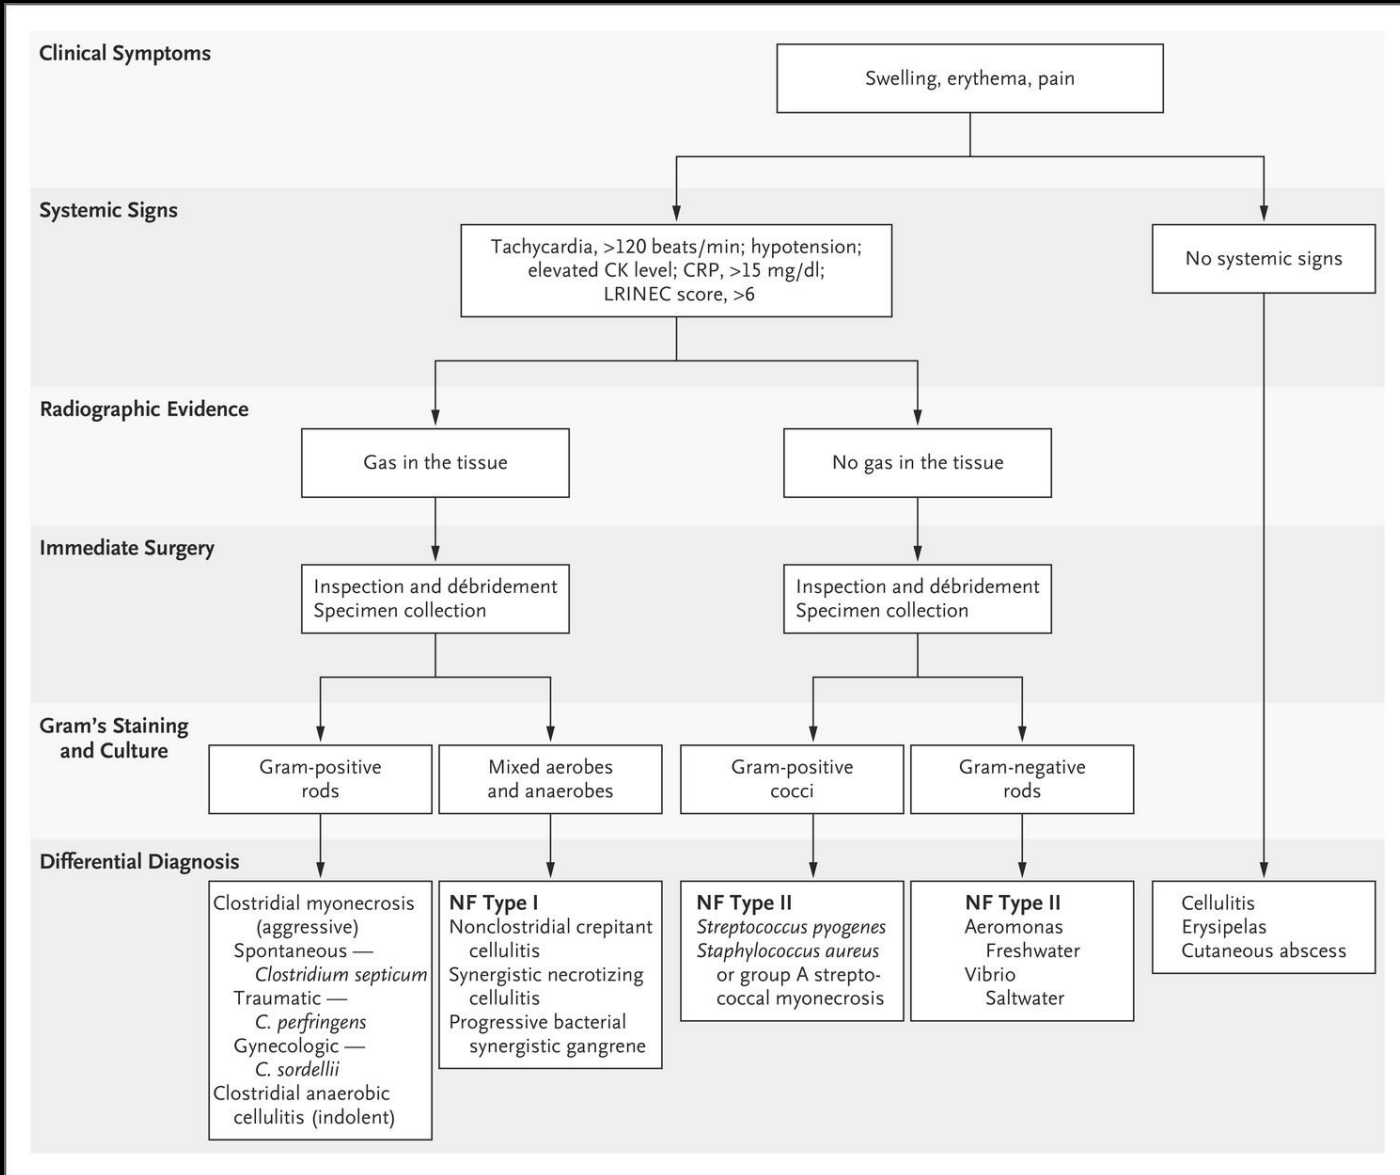 Clinical Symptoms
Swelling, erythema, pain
Systemic Signs
Tachycardia, >120 beats/min; hypotension;
elevated CK level; CRP, >15 mg/dl;
LRINEC score, >6
No systemic signs
Radiographic Evidence
Gas in the tissue
No gas in the tissue
Immediate Surgery
Inspection and débridement
Specimen collection
Inspection and débridement
Specimen collection
Gram's Staining
and Culture
Gram-positive
rods
Mixed aerobes
and anaerobes
Gram-positive
cocci
Gram-negative
rods
Differential Diagnosis
Clostridial myonecrosis
(aggressive)
Spontaneous —
Clostridium septicum
Traumatic —
C. perfringens
Gynecologic —
C. sordellii
Clostridial anaerobic
cellulitis (indolent)
NF Type I
Nonclostridial crepitant
cellulitis
Synergistic necrotizing
cellulitis
Progressive bacterial
synergistic gangrene
NF Type II
Streptococcus pyogenes
Staphylococcus aureus
or group A strepto-
coccal myonecrosis
NF Type II
Aeromonas
Freshwater
Vibrio
Saltwater
Cellulitis
Erysipelas
Cutaneous abscess